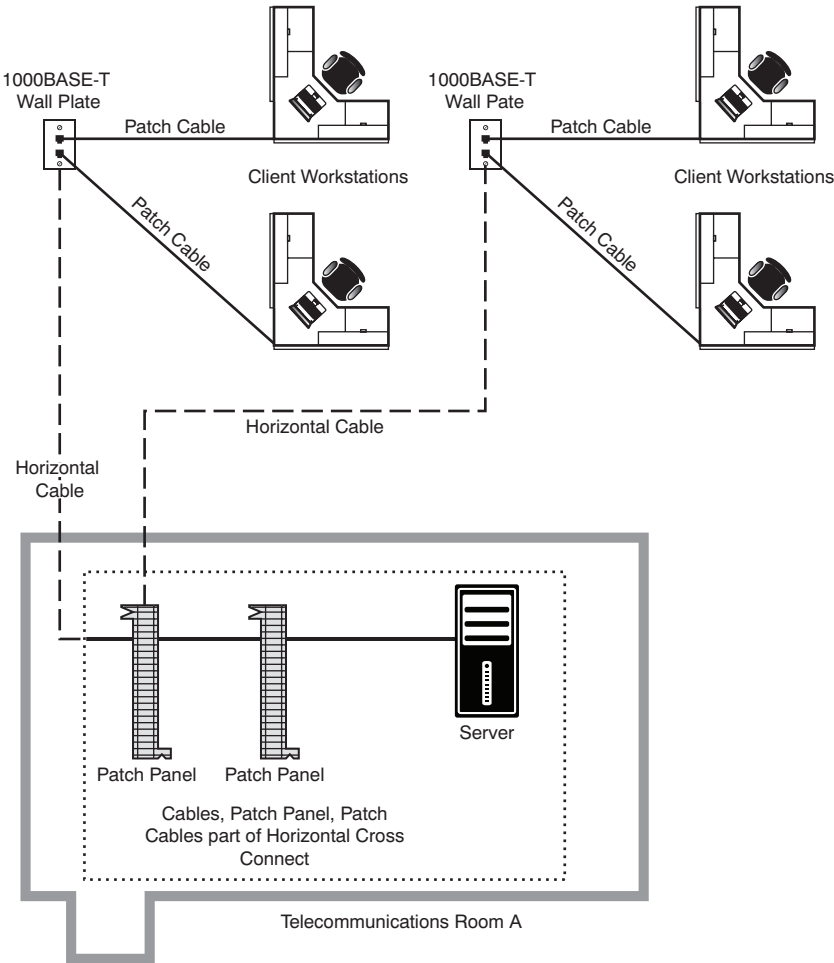 1000BASE-T
Wall Plate
Patch Cable
Client Workstations
Patch Cable
1000BASE-T
Wall Pate
Patch Cable
Client Workstations
Patch Cable
Horizontal Cable
Horizontal
Cable
Server
Patch Panel
Patch Panel
Cables, Patch Panel, Patch
Cables part of Horizontal Cross
Connect
Telecommunications Room A